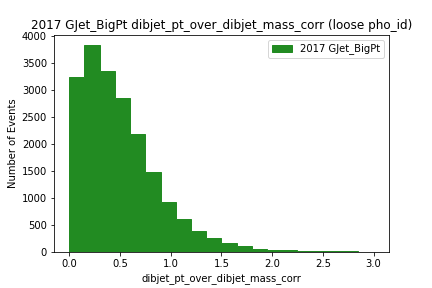 2017 GJet_BigPt dibjet_pt_over_dibjet_mass_corr (loose pho_id)
2017 GJet_BigPt
Number of Events
4000
3500
3000
2500
2000
1500
1000
500
0
0.0 0.5 1.0 1.5 2.0 2.5 3.0
dibjet_pt_over_dibjet_mass_corr